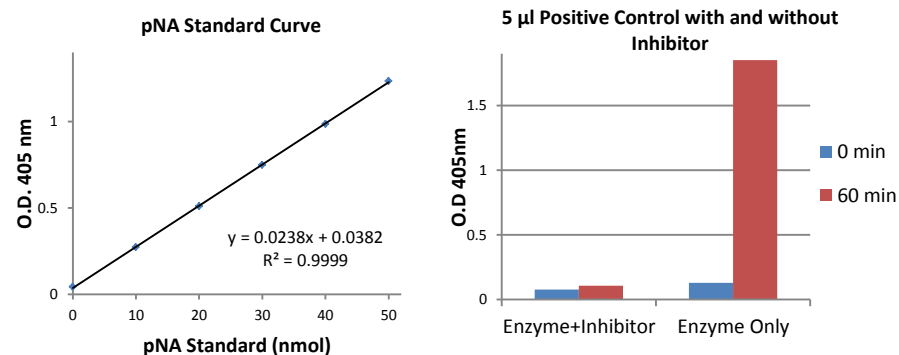 pNA Standard Curve
O.D. 405 nm
1
0.5
0
y = 0.0238x + 0.0382
R² = 0.9999
0 10 20 30 40 50
pNA Standard (nmol)
5 µl Positive Control with and without
Inhibitor
O.D 405nm
1.5
1
0.5
0
0 min
60 min
Enzyme+Inhibitor Enzyme Only